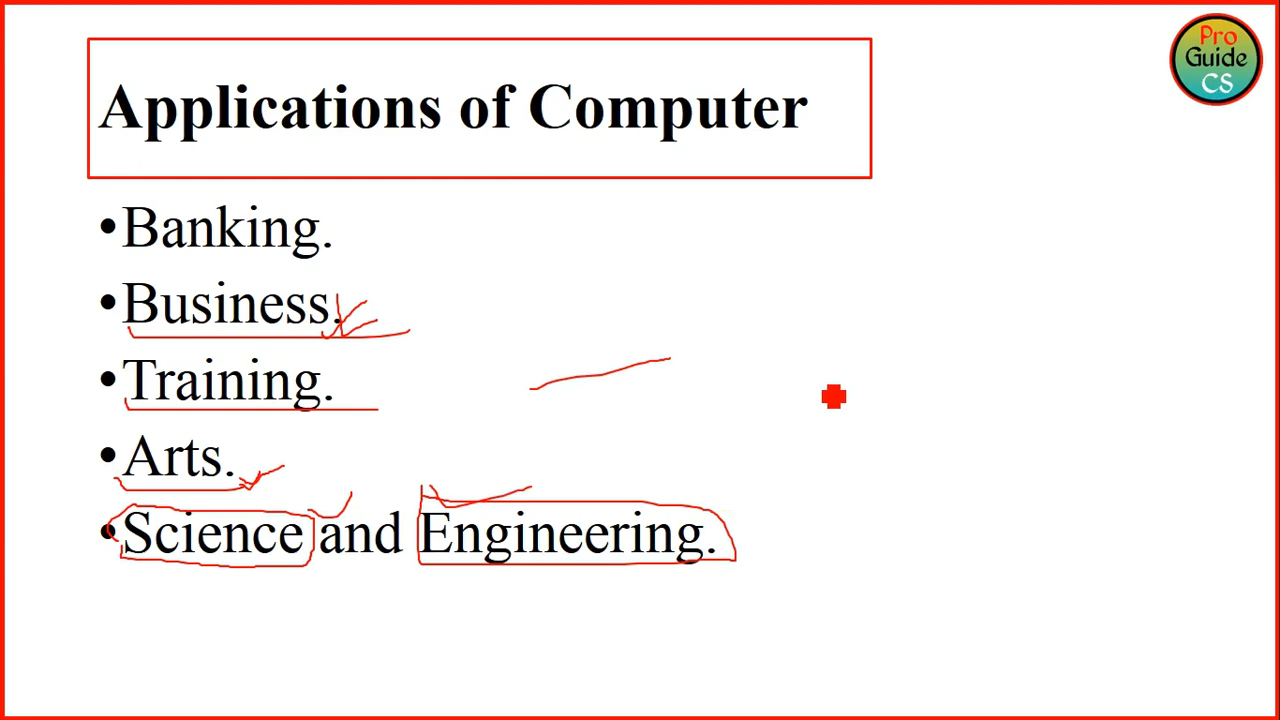 Pro
Guide
CS
Applications of Computer
•Banking.
•Business.
•Training.
•Arts.
•Science and Engineering.